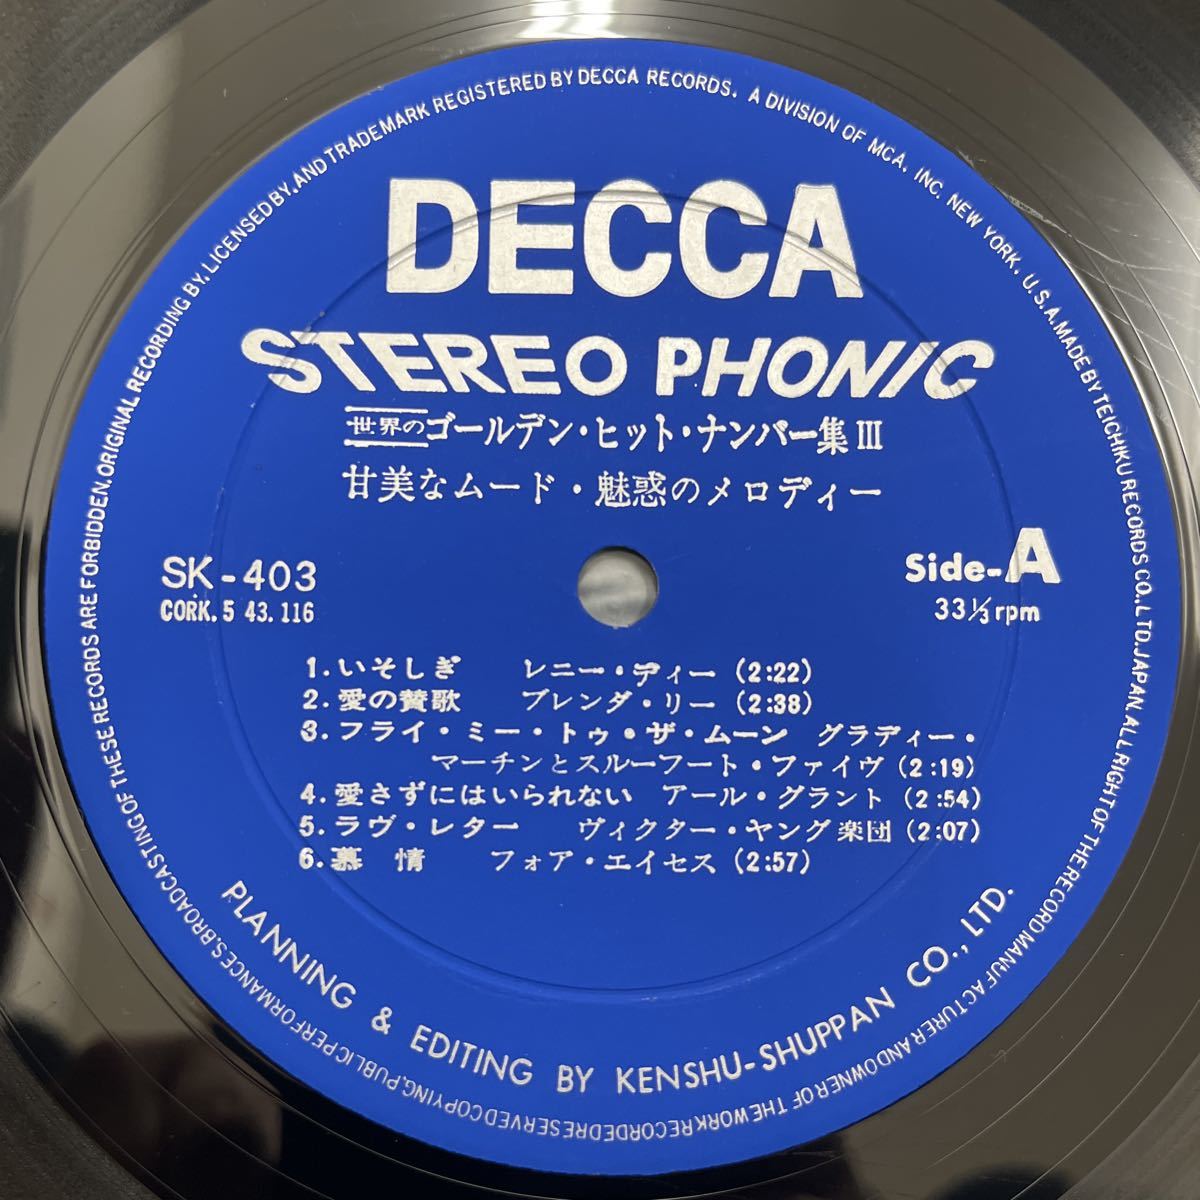 LICENSED BY, AND TRADEMARK REGISTERED BY DECCA RECORDS. A DIVISION OF MCA, INC. NEW YORK. U.S.A. MADE BY TEICHIKU RECORDS CO., LTD. JAPAN ALL RIGHT OF THE RECORD MANUFACTURER AND OWNER OF THE WORK RECORDED RESERVED COPYING, PUBLIC PERFORMANCES, BROADCASTING OF THESE RECORDS ARE FORBIDDEN. ORIGINAL RECORDING BY.
DECCA
STEREO PHONIC
世界のゴールデン・ヒット・ナンバー集 III
甘美なムード・魅惑のメロディー
SK-403
CORK. 5 43. 116
Side-A
33⅓ rpm
1. いそしぎ レニー・ディー (2:22)
2. 愛の賛歌 ブレンダ・リー (2:38)
3. フライ・ミー・トゥ・ザ・ムーン グラディー・
マーチンとスルーフート・ファイヴ (2:19)
4. 愛さずにはいられない アール・グラント (2:54)
5. ラヴ・レター ヴィクター・ヤング楽団 (2:07)
6. 慕情 フォア・エイセス (2:57)
PLANNING & EDITING BY KENSHU-SHUPPAN CO., LTD.